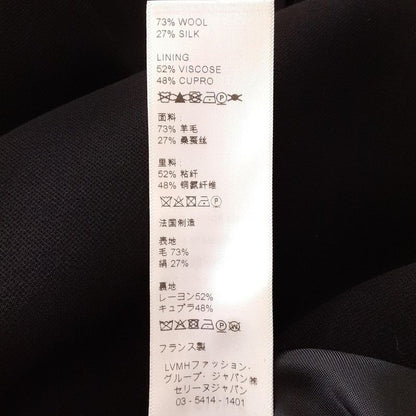 73% WOOL
27% SILK
LINING
52% VISCOSE
48% CUPRO
面料:
73% 羊毛
27% 桑蚕丝
里料:
52% 粘纤
48% 铜氨纤维
法国制造
表地
毛 73%
絹 27%
裏地
レーヨン52%
キュプラ48%
フランス製
LVMHファッション・
グループ・ジャパン㈱
セリーヌジャパン
03 - 5414 - 1401